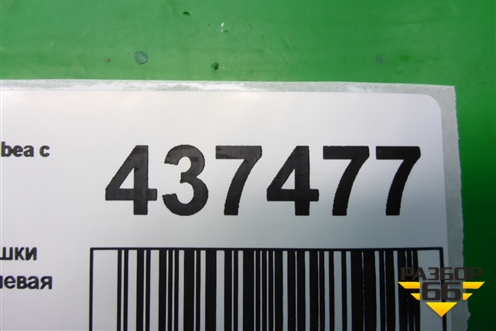 bea с
437477
шки
левая
РАЗБОР
66